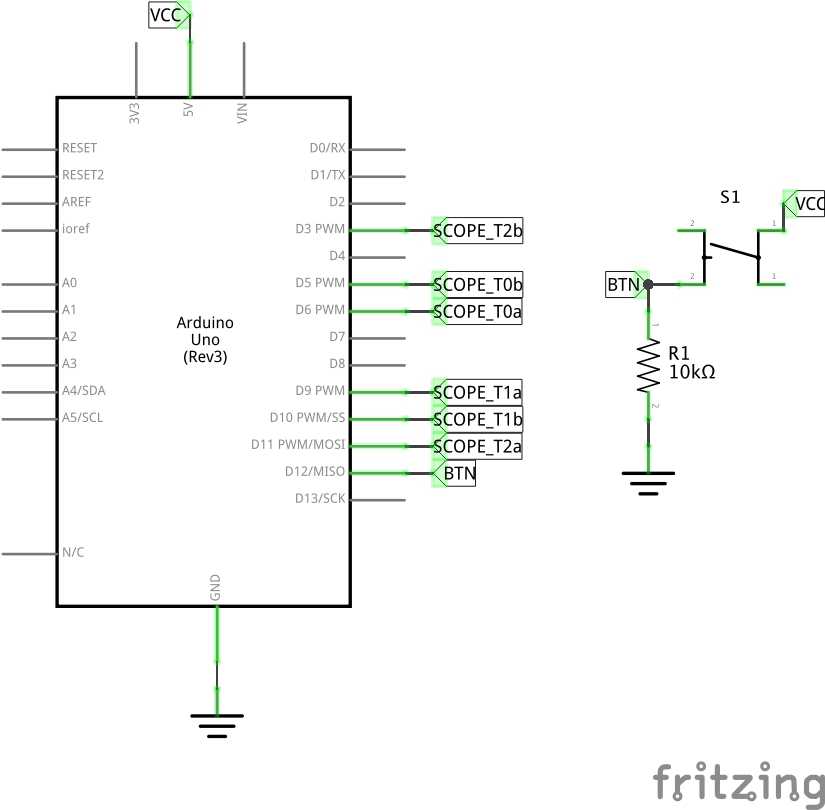 VCC
3V3
5V
VIN
RESET
RESET2
AREF
ioref
A0
A1
A2
A3
A4/SDA
A5/SCL
N/C
Arduino
Uno
(Rev3)
D0/RX
D1/TX
D2
D3 PWM
D4
D5 PWM
D6 PWM
D7
D8
D9 PWM
D10 PWM/SS
D11 PWM/MOSI
D12/MISO
D13/SCK
GND
SCOPE_T2b
SCOPE_T0b
SCOPE_T0a
SCOPE_T1a
SCOPE_T1b
SCOPE_T2a
BTN
S1
VCC
2
1
2
1
BTN
1
R1
10kΩ
2
fritzing